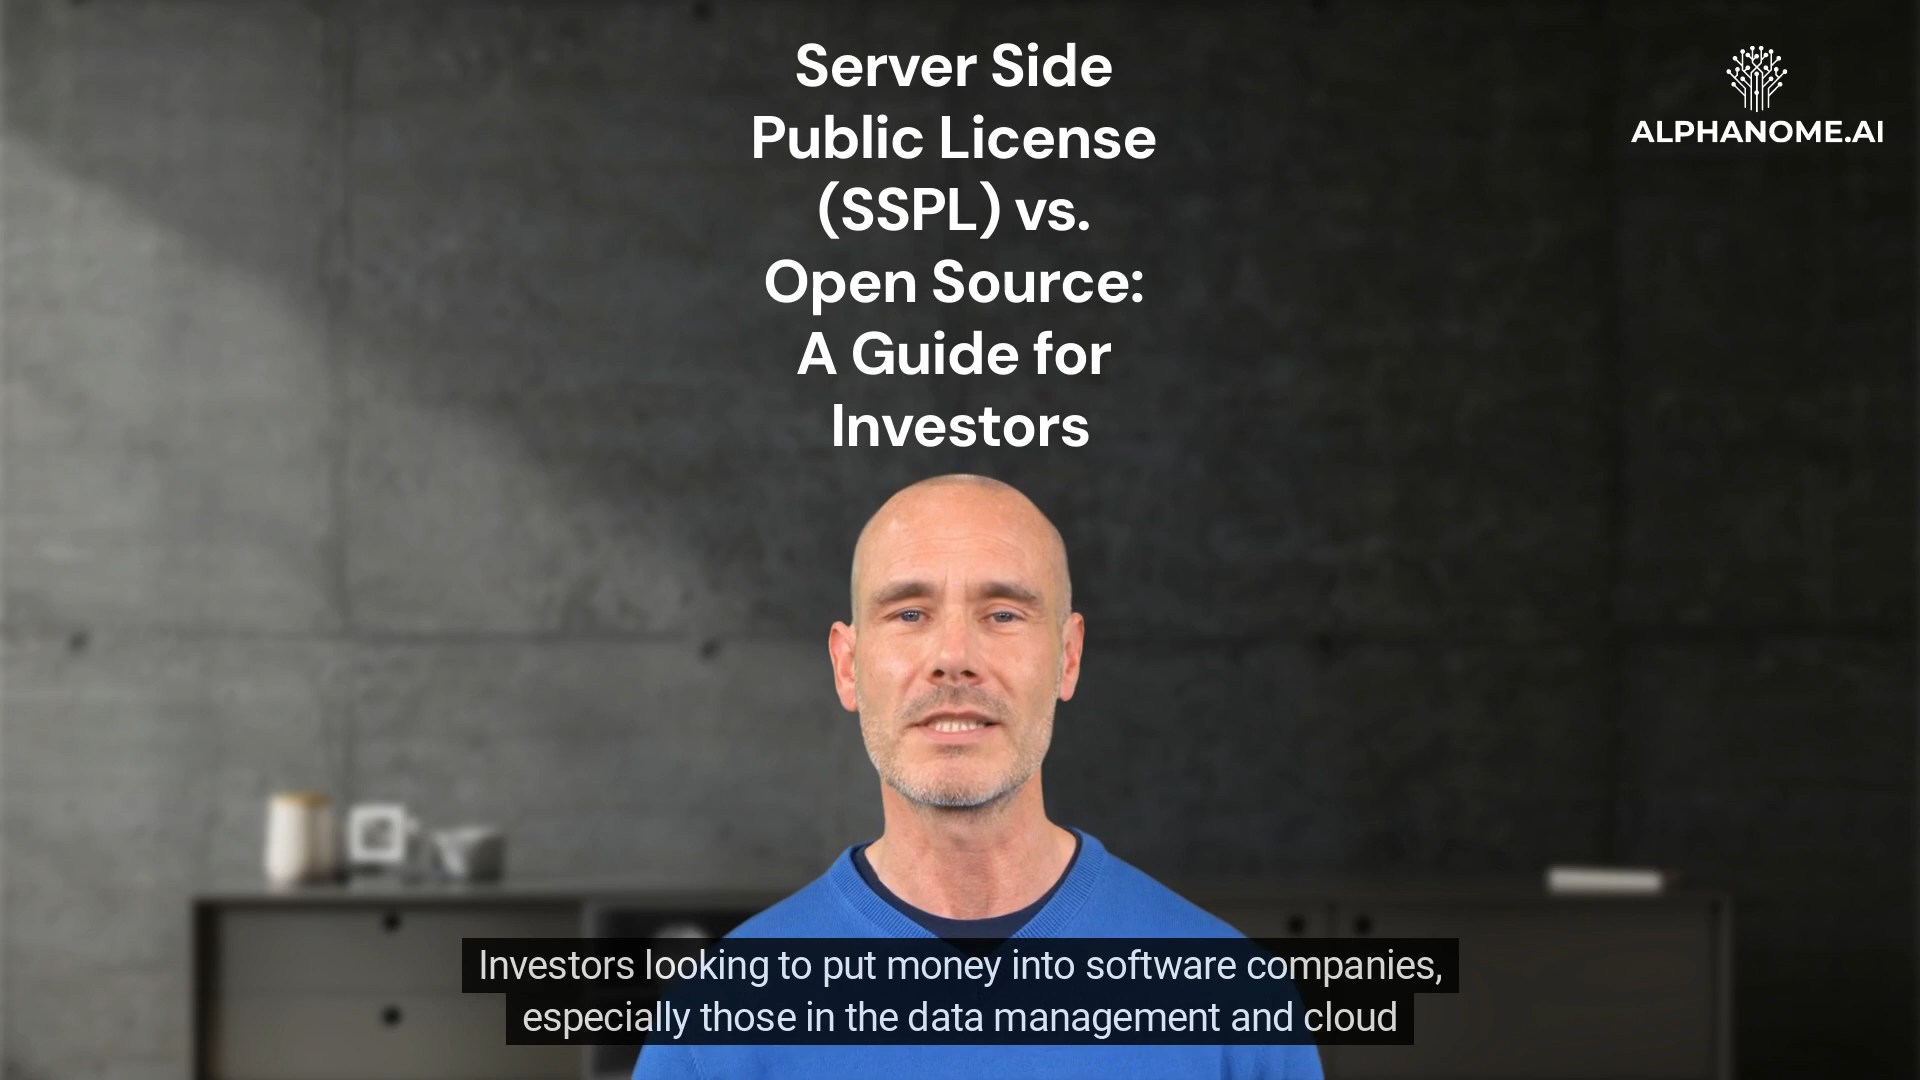 Server Side
Public License
(SSPL) vs.
Open Source:
A Guide for
Investors
ALPHANOME.AI
Investors looking to put money into software companies,
especially those in the data management and cloud